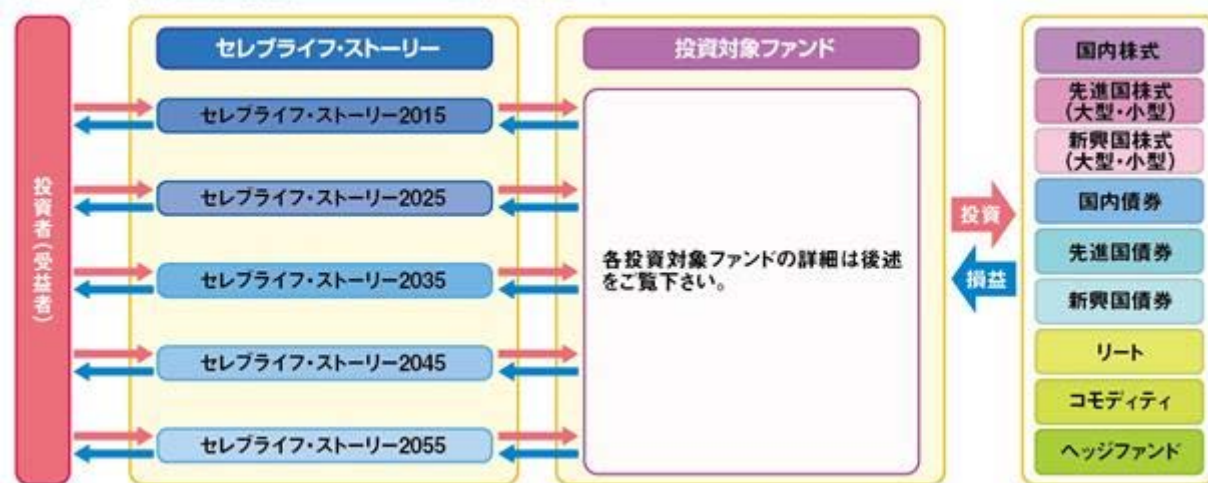 投資者(受益者)
セレブライフ・ストーリー
セレブライフ・ストーリー2015
セレブライフ・ストーリー2025
セレブライフ・ストーリー2035
セレブライフ・ストーリー2045
セレブライフ・ストーリー2055
投資対象ファンド
各投資対象ファンドの詳細は後述
をご覧下さい。
投資
損益
国内株式
先進国株式
(大型・小型)
新興国株式
(大型・小型)
国内債券
先進国債券
新興国債券
リート
コモディティ
ヘッジファンド